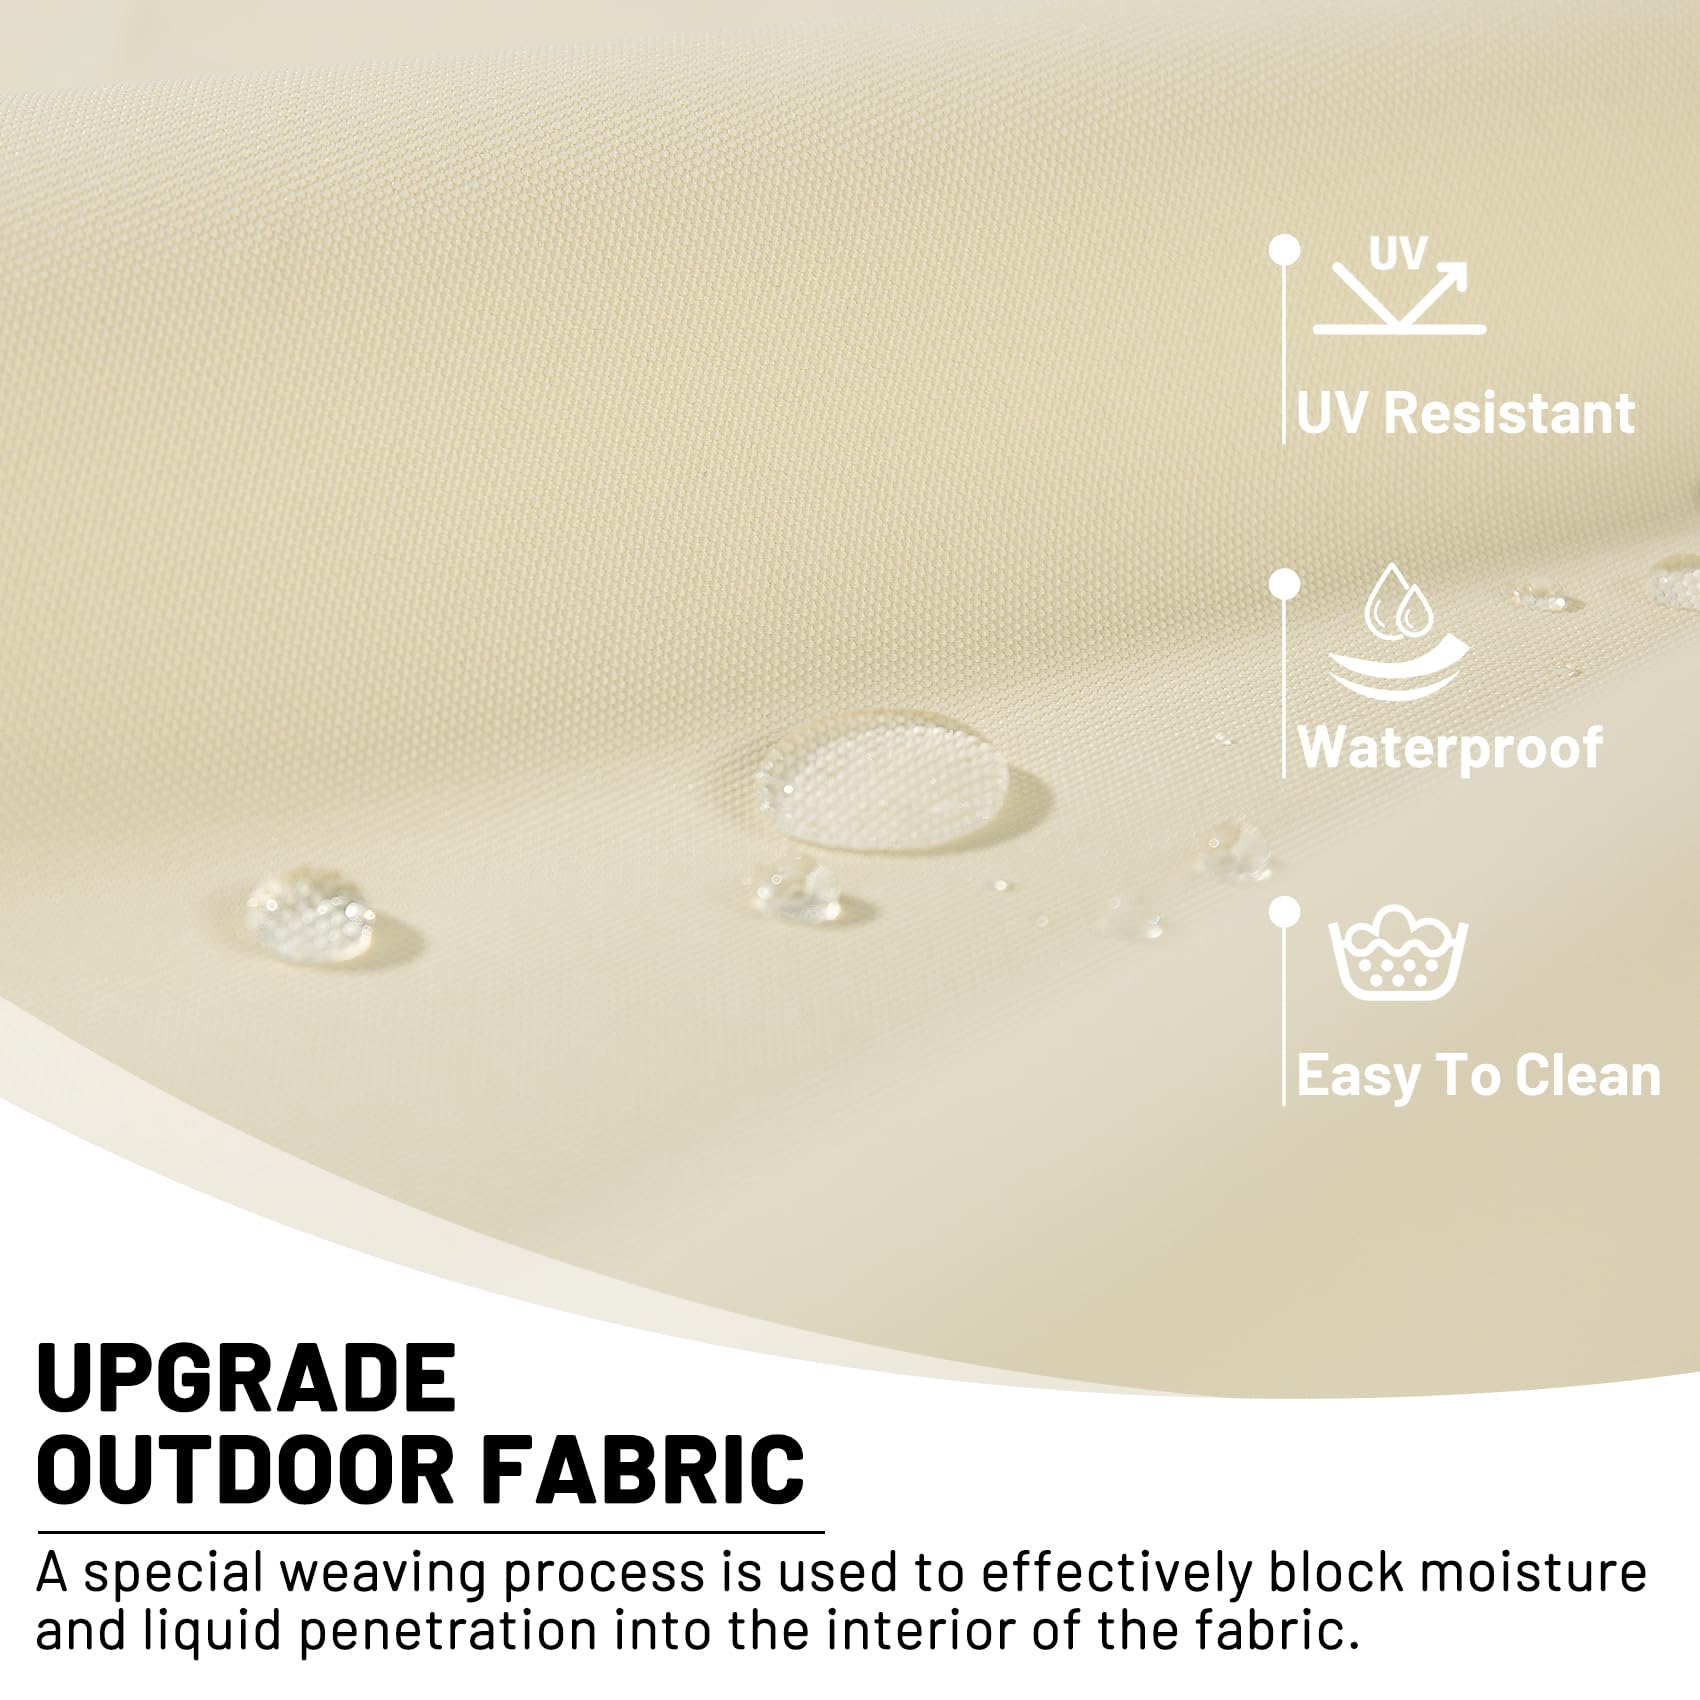 UV
UV Resistant
Waterproof
Easy To Clean
UPGRADE
OUTDOOR FABRIC
A special weaving process is used to effectively block moisture
and liquid penetration into the interior of the fabric.